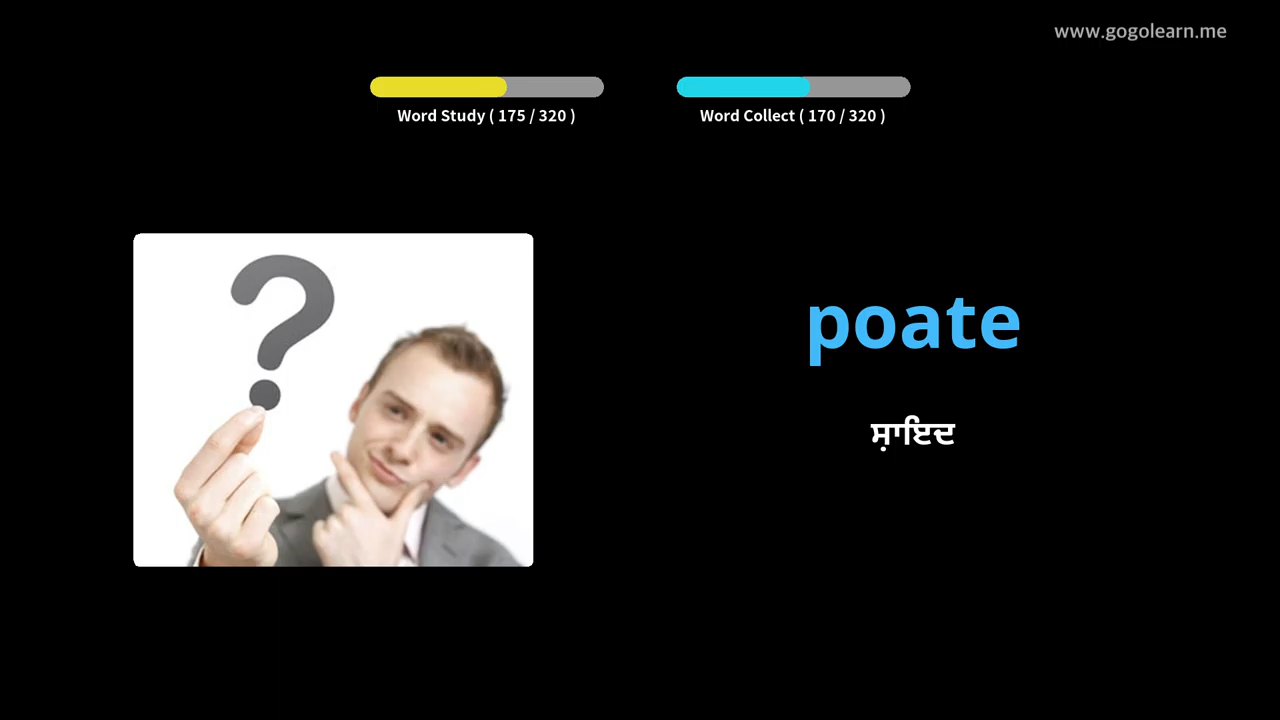 www.gogolearn.me
Word Study ( 175 / 320 )
Word Collect ( 170 / 320 )
?
poate
ਸ਼ਾਇਦ